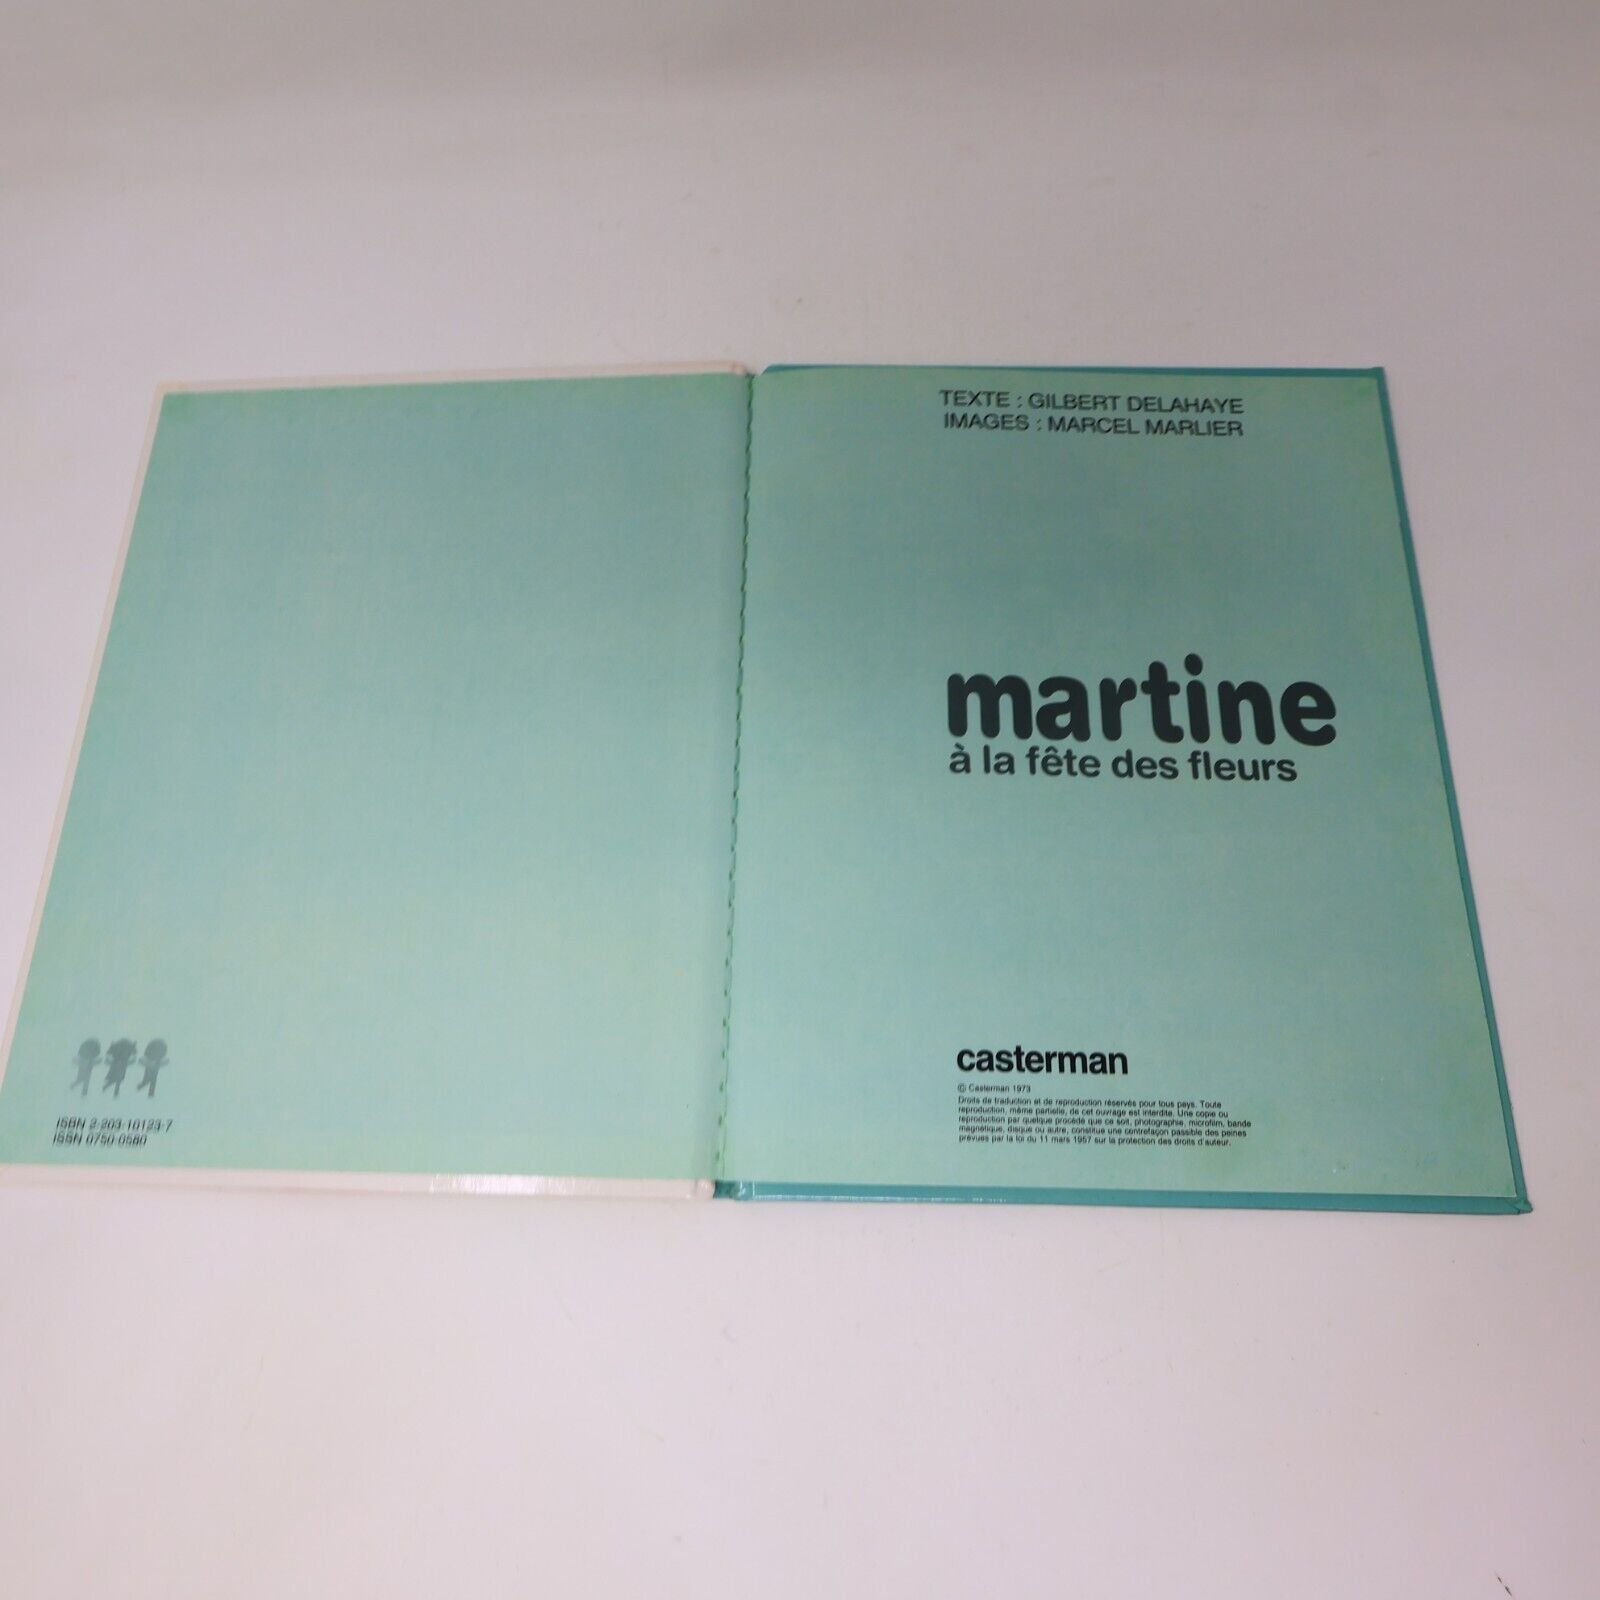 ISBN 2-203-10123-7
ISSN 0750-0580
TEXTE : GILBERT DELAHAYE
IMAGES : MARCEL MARLIER
martine
à la fête des fleurs
casterman
© Casterman 1973
Droits de traduction et de reproduction réservés pour tous pays. Toute
reproduction, même partielle, de cet ouvrage est interdite. Une copie ou
reproduction par quelque procédé que ce soit, photographie, microfilm, bande
magnétique, disque ou autre, constitue une contrefaçon passible des peines
prévues par la loi du 11 mars 1957 sur la protection des droits d'auteur.